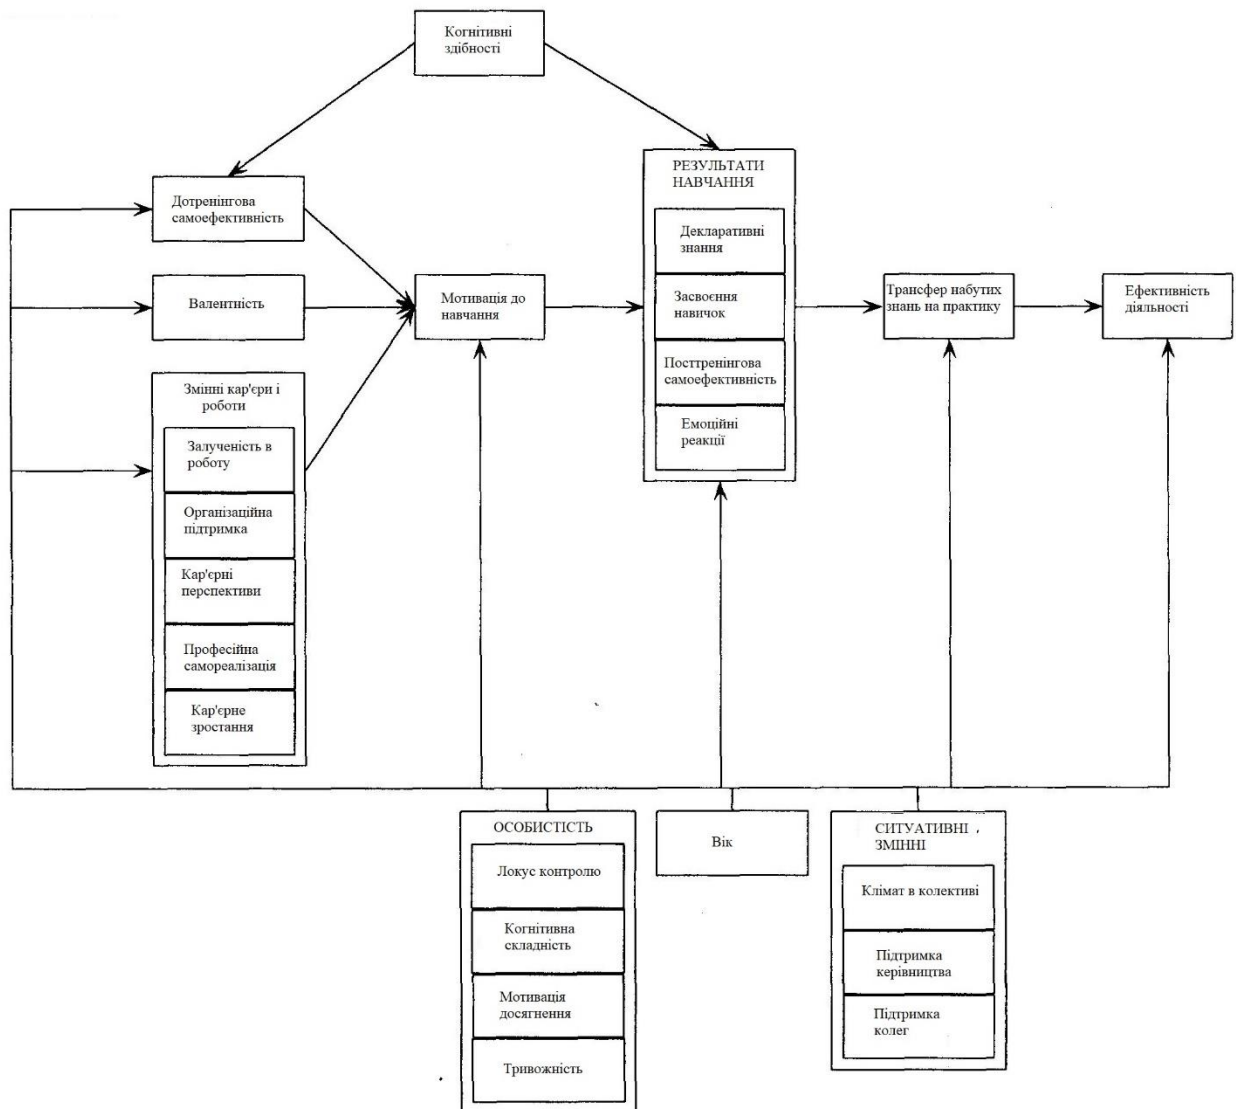 Когнитивні
здібності
РЕЗУЛЬТАТИ
НАВЧАННЯ
Дотренінгова
самоефективність
Декларативні
знання
Валентність
Мотивація до
навчання
Засвоєння
навичок
Трансфер набутих
знань на практику
Ефективність
діяльності
Посттренінгова
самоефективність
Змінні кар'єри і
роботи
Емоційні
реакції
Залученість в
роботу
Організаційна
підтримка
Кар'єрні
перспективи
Професійна
самореалізація
Кар'єрне
зростання
ОСОБИСТІСТЬ
Локус контролю
Когнитивна
складність
Мотивація
досягнення
Тривожність
Вік
СИТУАТИВНІ
ЗМІННІ
Клімат в колективі
Підтримка
керівництва
Підтримка
колег